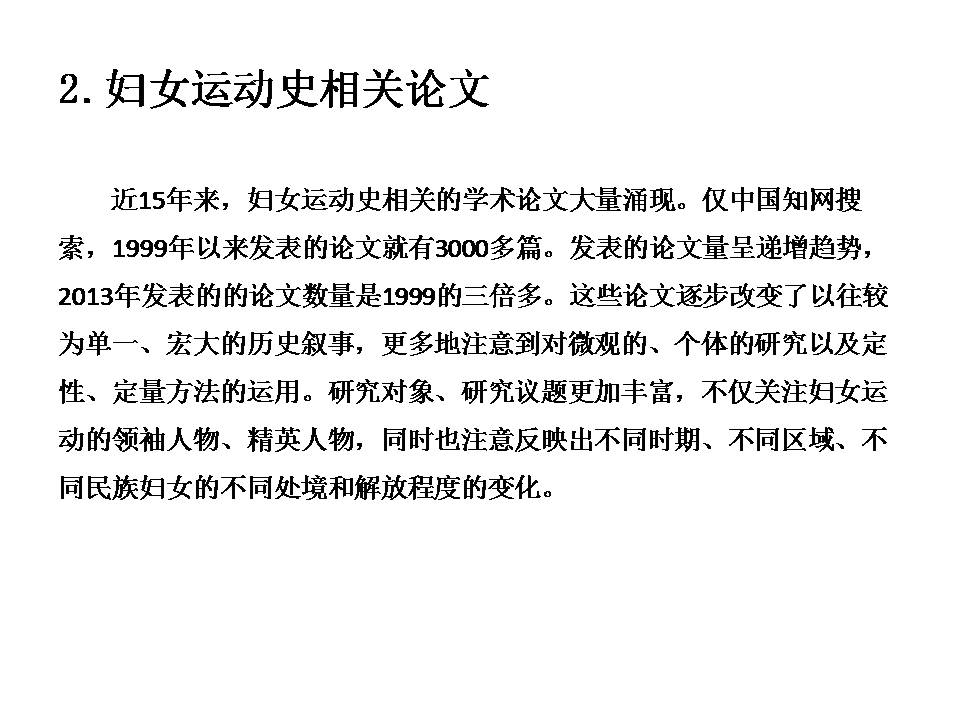 2.妇女运动史相关论文
近15年来，妇女运动史相关的学术论文大量涌现。仅中国知网搜
索，1999年以来发表的论文就有3000多篇。发表的论文量呈递增趋势，
2013年发表的的论文数量是1999的三倍多。这些论文逐步改变了以往较
为单一、宏大的历史叙事，更多地注意到对微观的、个体的研究以及定
性、定量方法的运用。研究对象、研究议题更加丰富，不仅关注妇女运
动的领袖人物、精英人物，同时也注意反映出不同时期、不同区域、不
同民族妇女的不同处境和解放程度的变化。